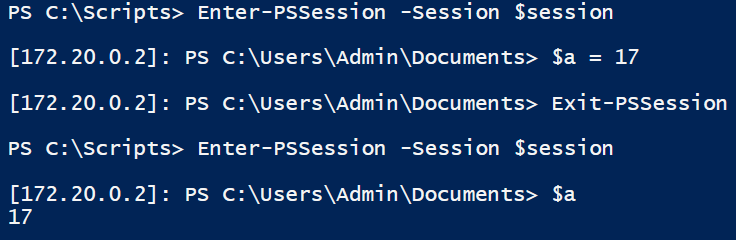 PS C:\Scripts> Enter-PSSession -Session $session
[172.20.0.2]: PS C:\Users\Admin\Documents> $a = 17
[172.20.0.2]: PS C:\Users\Admin\Documents> Exit-PSSession
PS C:\Scripts> Enter-PSSession -Session $session
[172.20.0.2]: PS C:\Users\Admin\Documents> $a
17